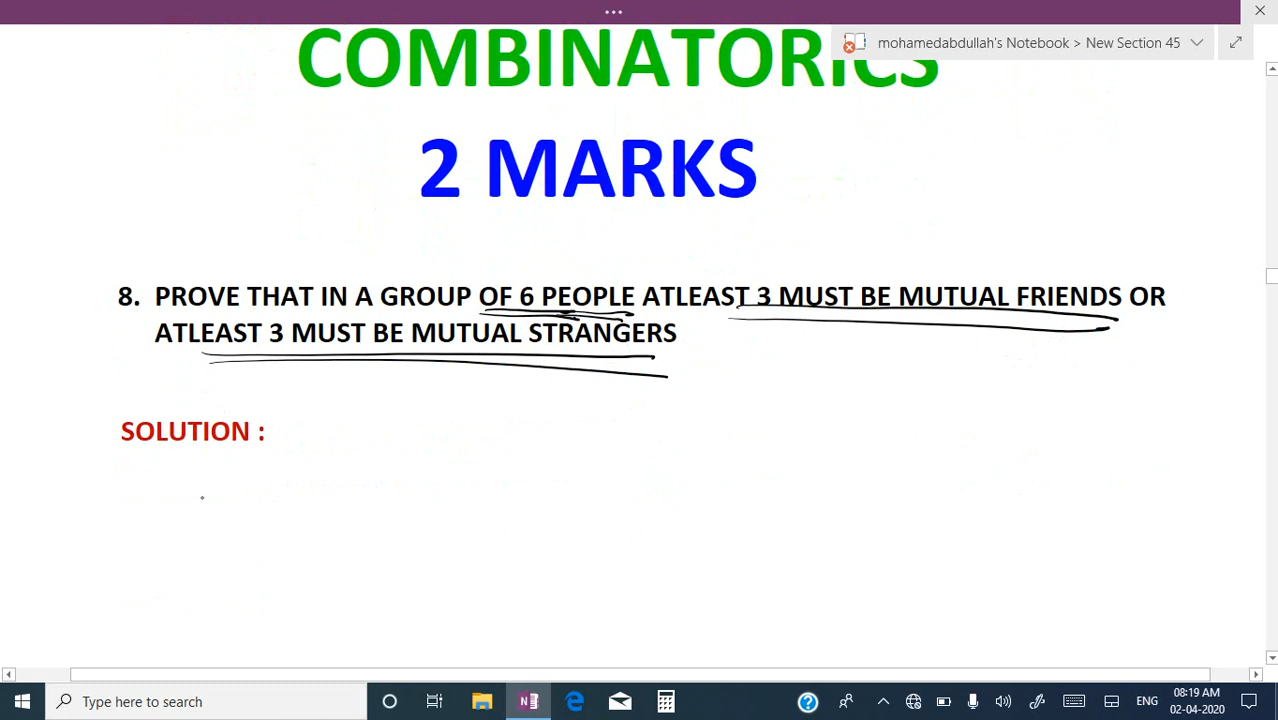 •••
mohamedabdullah's Notebook > New Section 45
COMBINATORICS
2 MARKS
8. PROVE THAT IN A GROUP OF 6 PEOPLE ATLEAST 3 MUST BE MUTUAL FRIENDS OR
ATLEAST 3 MUST BE MUTUAL STRANGERS
SOLUTION :
Type here to search
ENG
08:19 AM
02-04-2020